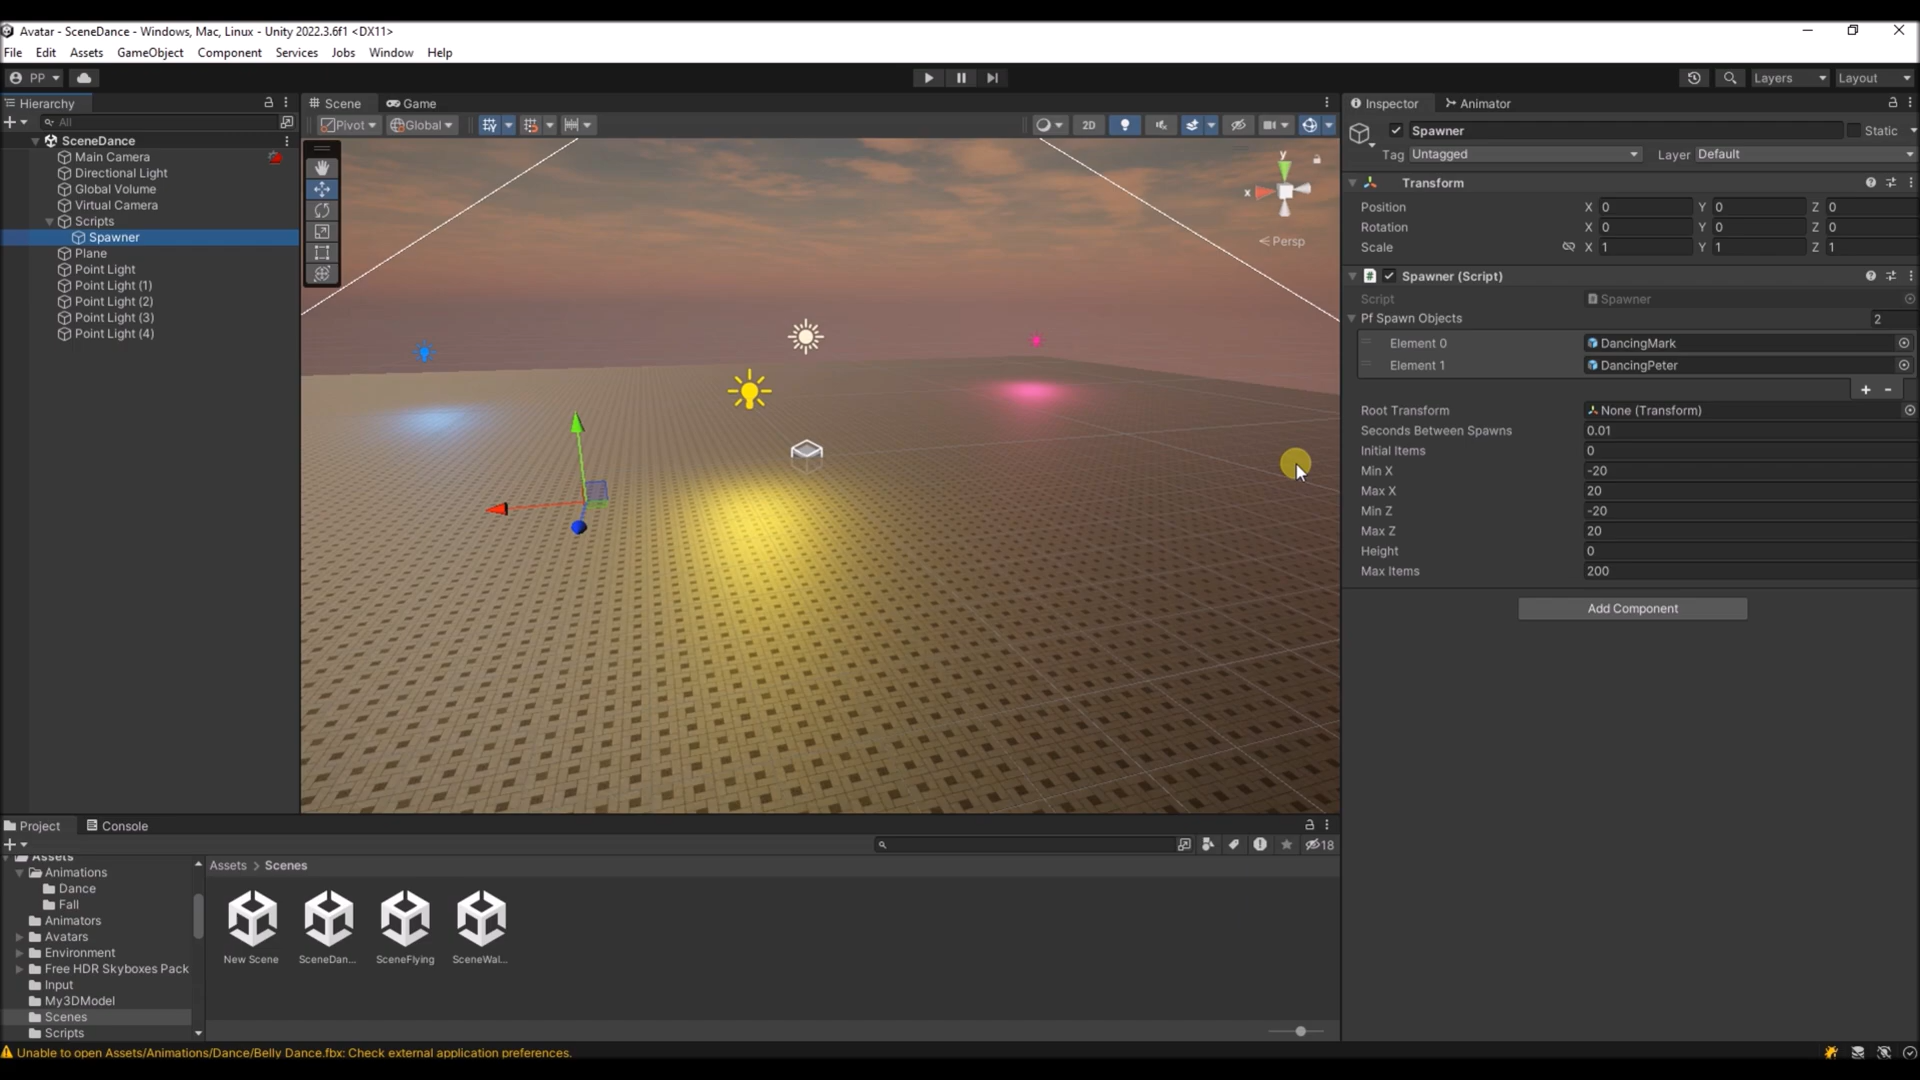 Avatar - SceneDance - Windows, Mac, Linux - Unity 2022.3.6f1 <DX11>
File Edit Assets GameObject Component Services Jobs Window Help
PP Layers Layout
Hierarchy
All
SceneDance
Main Camera
Directional Light
Global Volume
Virtual Camera
Scripts
Spawner
Plane
Point Light
Point Light (1)
Point Light (2)
Point Light (3)
Point Light (4)
Scene Game
Pivot Global 2D
y
x
Persp
Inspector Animator
Spawner Static
Tag Untagged Layer Default
Transform
Position X 0 Y 0 Z 0
Rotation X 0 Y 0 Z 0
Scale X 1 Y 1 Z 1
Spawner (Script)
Script Spawner
Pf Spawn Objects 2
Element 0 DancingMark
Element 1 DancingPeter
Root Transform None (Transform)
Seconds Between Spawns 0.01
Initial Items 0
Min X -20
Max X 20
Min Z -20
Max Z 20
Height 0
Max Items 200
Add Component
Project Console
18
Assets
Animations
Dance
Fall
Animators
Avatars
Environment
Free HDR Skyboxes Pack
Input
My3DModel
Scenes
Scripts
Assets > Scenes
New Scene SceneDan... SceneFlying SceneWal...
Unable to open Assets/Animations/Dance/Belly Dance.fbx: Check external application preferences.